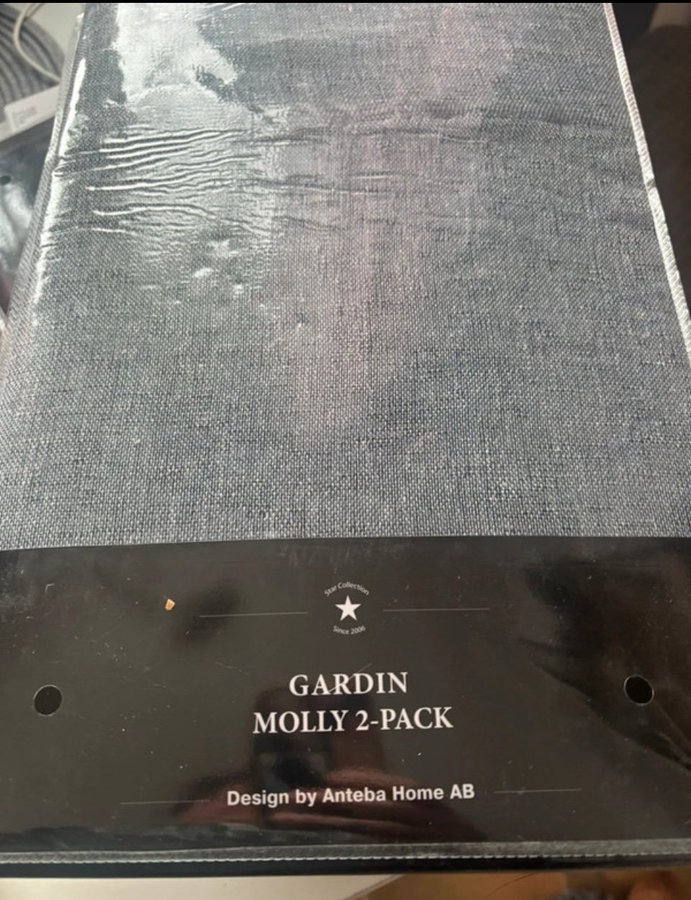 Star Collection
Since 2006
GARDIN
MOLLY 2-PACK
Design by Anteba Home AB